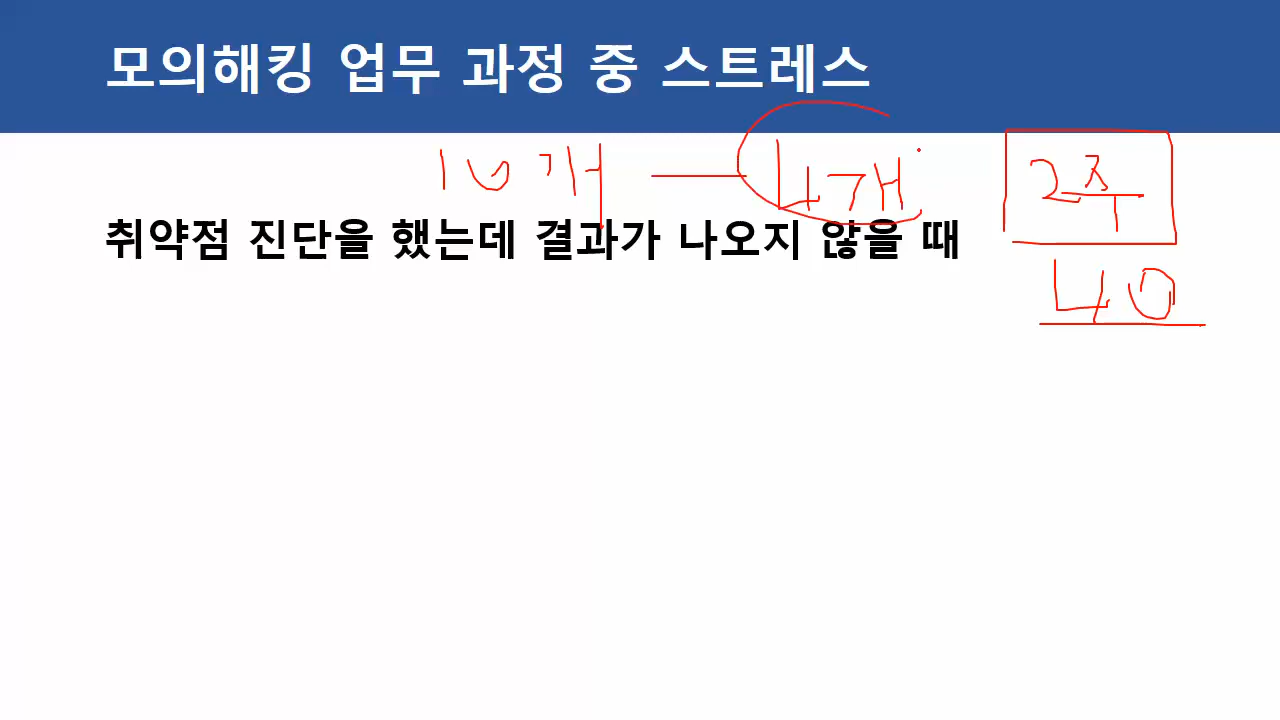 모의해킹 업무 과정 중 스트레스
10개 — 4개 2주
취약점 진단을 했는데 결과가 나오지 않을 때
40